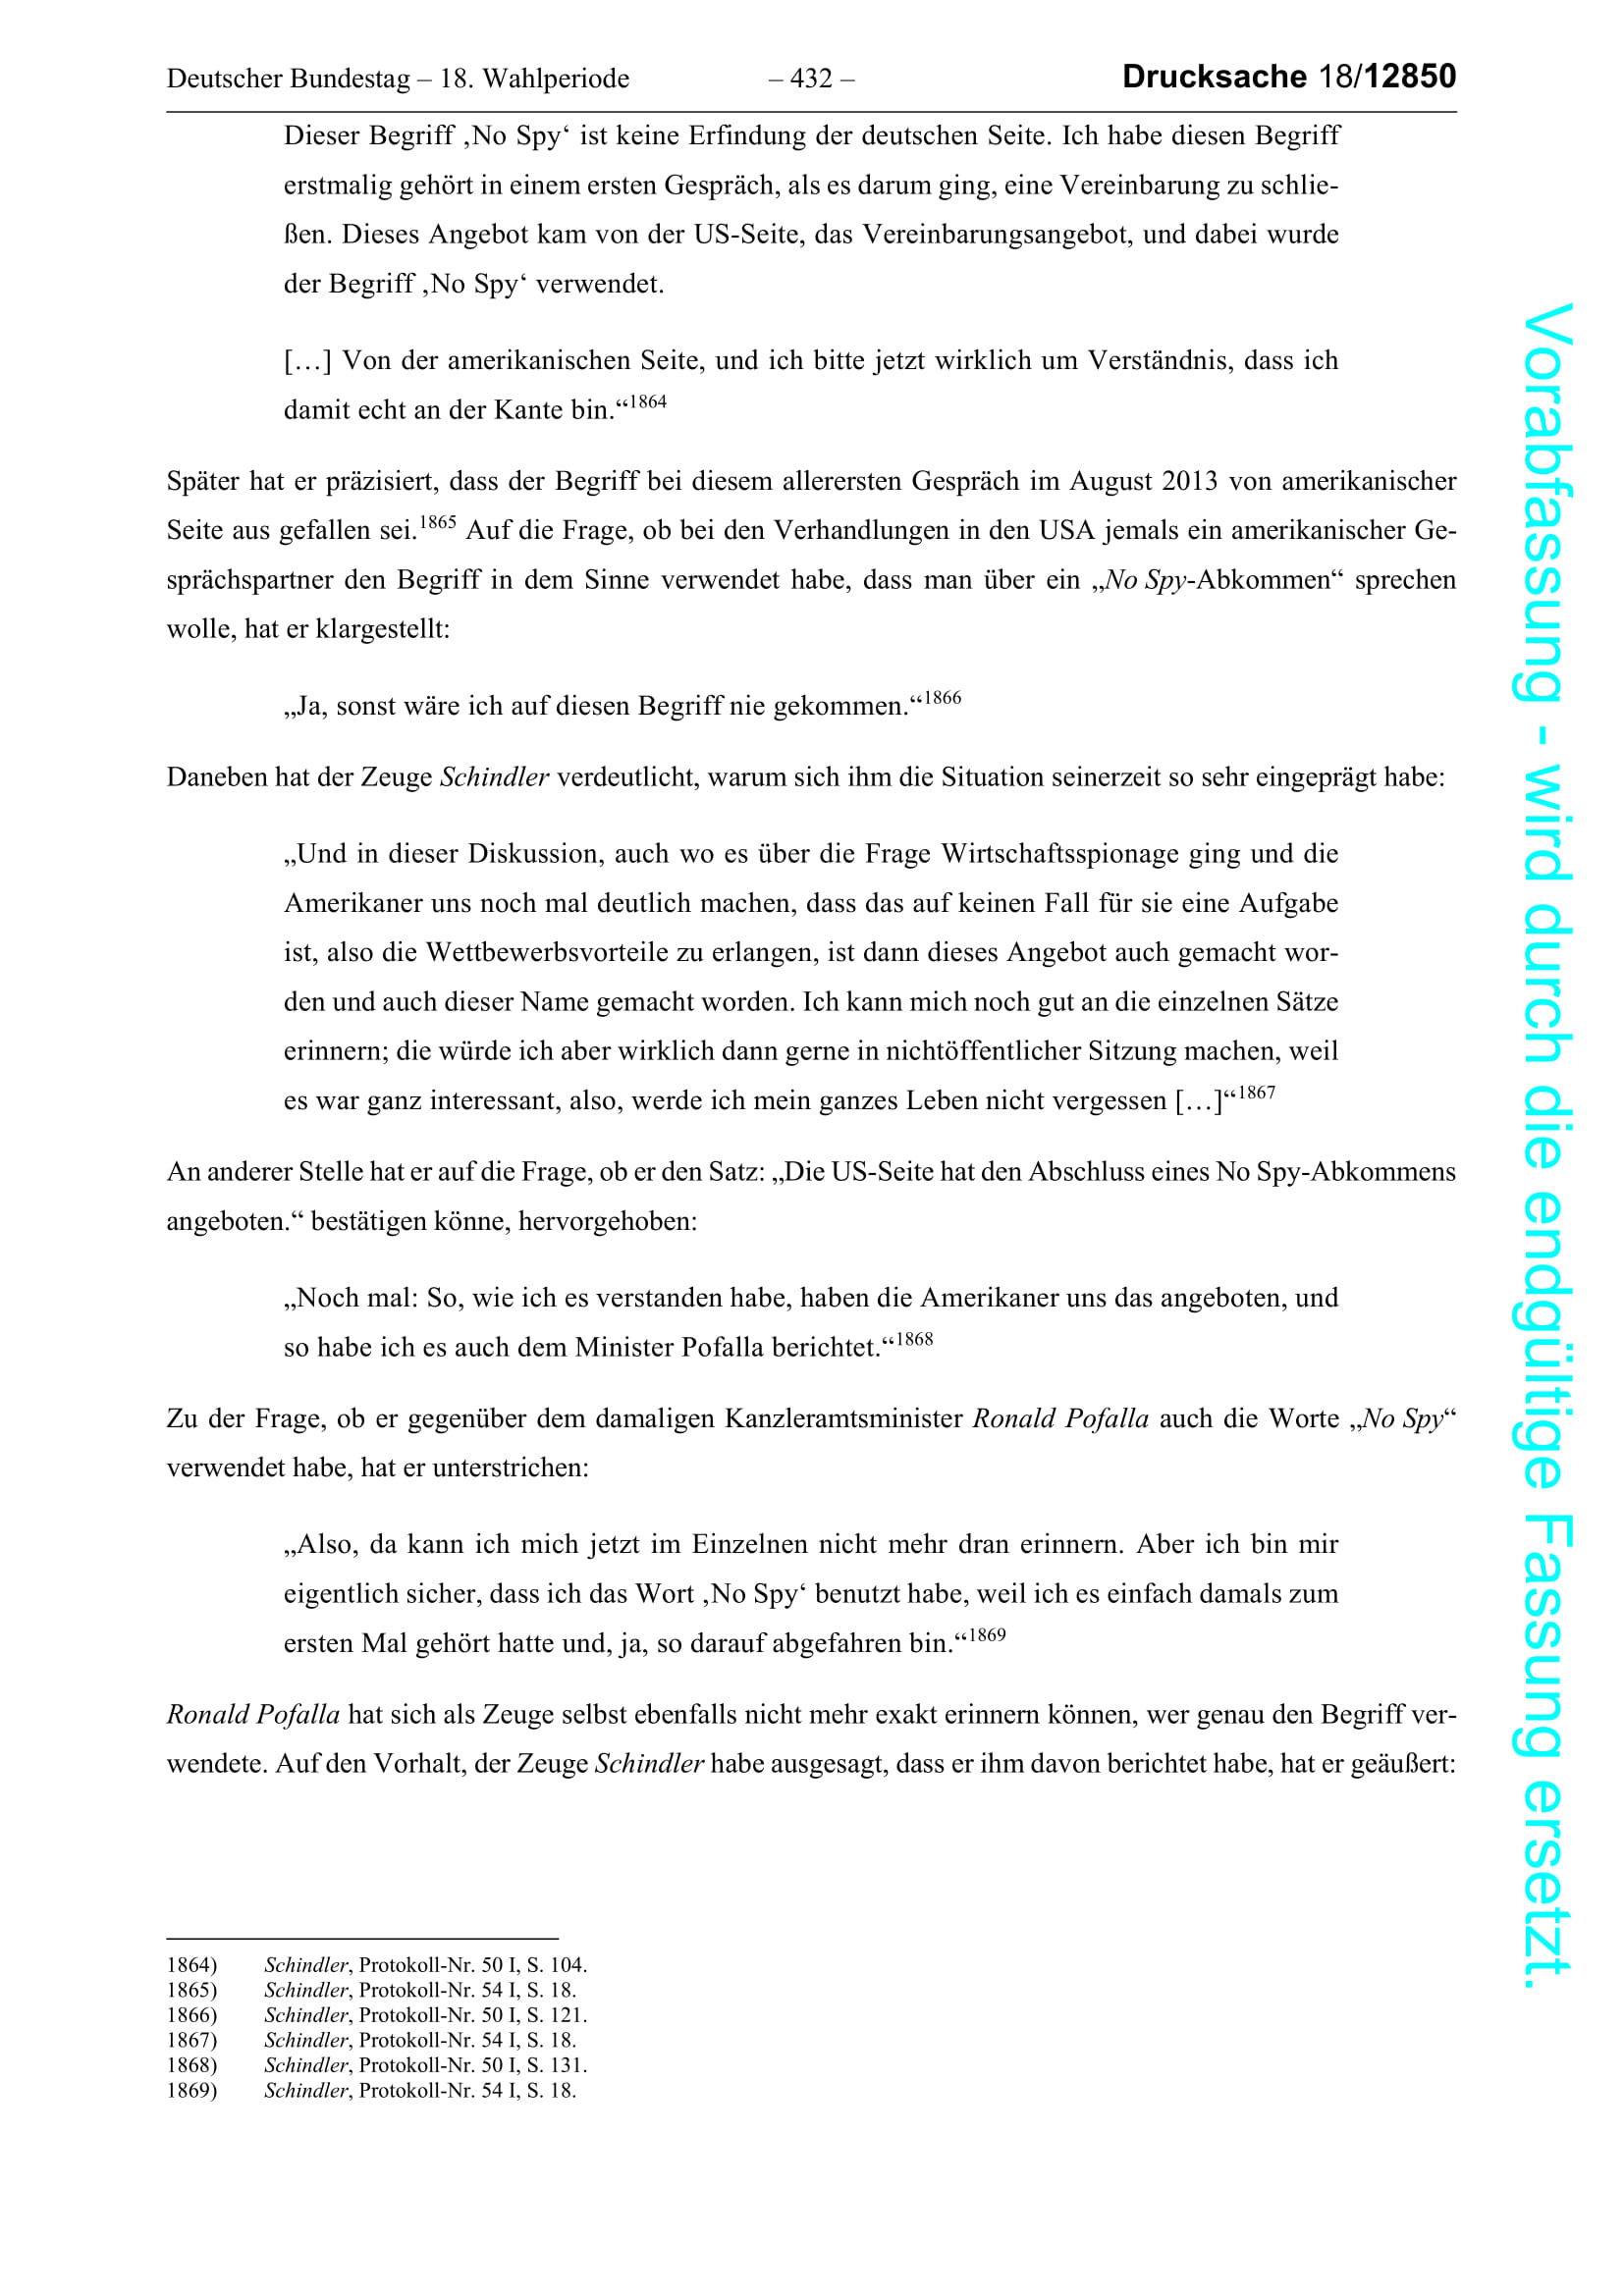 Deutscher Bundestag – 18. Wahlperiode – 432 – Drucksache 18/12850
Dieser Begriff ‚No Spy‘ ist keine Erfindung der deutschen Seite. Ich habe diesen Begriff
erstmalig gehört in einem ersten Gespräch, als es darum ging, eine Vereinbarung zu schlie-
ßen. Dieses Angebot kam von der US-Seite, das Vereinbarungsangebot, und dabei wurde
der Begriff ‚No Spy‘ verwendet.
[…] Von der amerikanischen Seite, und ich bitte jetzt wirklich um Verständnis, dass ich
damit echt an der Kante bin.“1864
Später hat er präzisiert, dass der Begriff bei diesem allerersten Gespräch im August 2013 von amerikanischer
Seite aus gefallen sei.1865 Auf die Frage, ob bei den Verhandlungen in den USA jemals ein amerikanischer Ge-
sprächspartner den Begriff in dem Sinne verwendet habe, dass man über ein „No Spy-Abkommen“ sprechen
wolle, hat er klargestellt:
„Ja, sonst wäre ich auf diesen Begriff nie gekommen.“1866
Daneben hat der Zeuge Schindler verdeutlicht, warum sich ihm die Situation seinerzeit so sehr eingeprägt habe:
„Und in dieser Diskussion, auch wo es über die Frage Wirtschaftsspionage ging und die
Amerikaner uns noch mal deutlich machen, dass das auf keinen Fall für sie eine Aufgabe
ist, also die Wettbewerbsvorteile zu erlangen, ist dann dieses Angebot auch gemacht wor-
den und auch dieser Name gemacht worden. Ich kann mich noch gut an die einzelnen Sätze
erinnern; die würde ich aber wirklich dann gerne in nichtöffentlicher Sitzung machen, weil
es war ganz interessant, also, werde ich mein ganzes Leben nicht vergessen […]“1867
An anderer Stelle hat er auf die Frage, ob er den Satz: „Die US-Seite hat den Abschluss eines No Spy-Abkommens
angeboten.“ bestätigen könne, hervorgehoben:
„Noch mal: So, wie ich es verstanden habe, haben die Amerikaner uns das angeboten, und
so habe ich es auch dem Minister Pofalla berichtet.“1868
Zu der Frage, ob er gegenüber dem damaligen Kanzleramtsminister Ronald Pofalla auch die Worte „No Spy“
verwendet habe, hat er unterstrichen:
„Also, da kann ich mich jetzt im Einzelnen nicht mehr dran erinnern. Aber ich bin mir
eigentlich sicher, dass ich das Wort ‚No Spy‘ benutzt habe, weil ich es einfach damals zum
ersten Mal gehört hatte und, ja, so darauf abgefahren bin.“1869
Ronald Pofalla hat sich als Zeuge selbst ebenfalls nicht mehr exakt erinnern können, wer genau den Begriff ver-
wendete. Auf den Vorhalt, der Zeuge Schindler habe ausgesagt, dass er ihm davon berichtet habe, hat er geäußert:
1864) Schindler, Protokoll-Nr. 50 I, S. 104.
1865) Schindler, Protokoll-Nr. 54 I, S. 18.
1866) Schindler, Protokoll-Nr. 50 I, S. 121.
1867) Schindler, Protokoll-Nr. 54 I, S. 18.
1868) Schindler, Protokoll-Nr. 50 I, S. 131.
1869) Schindler, Protokoll-Nr. 54 I, S. 18.
Vorabfassung - wird durch die endgültige Fassung ersetzt.